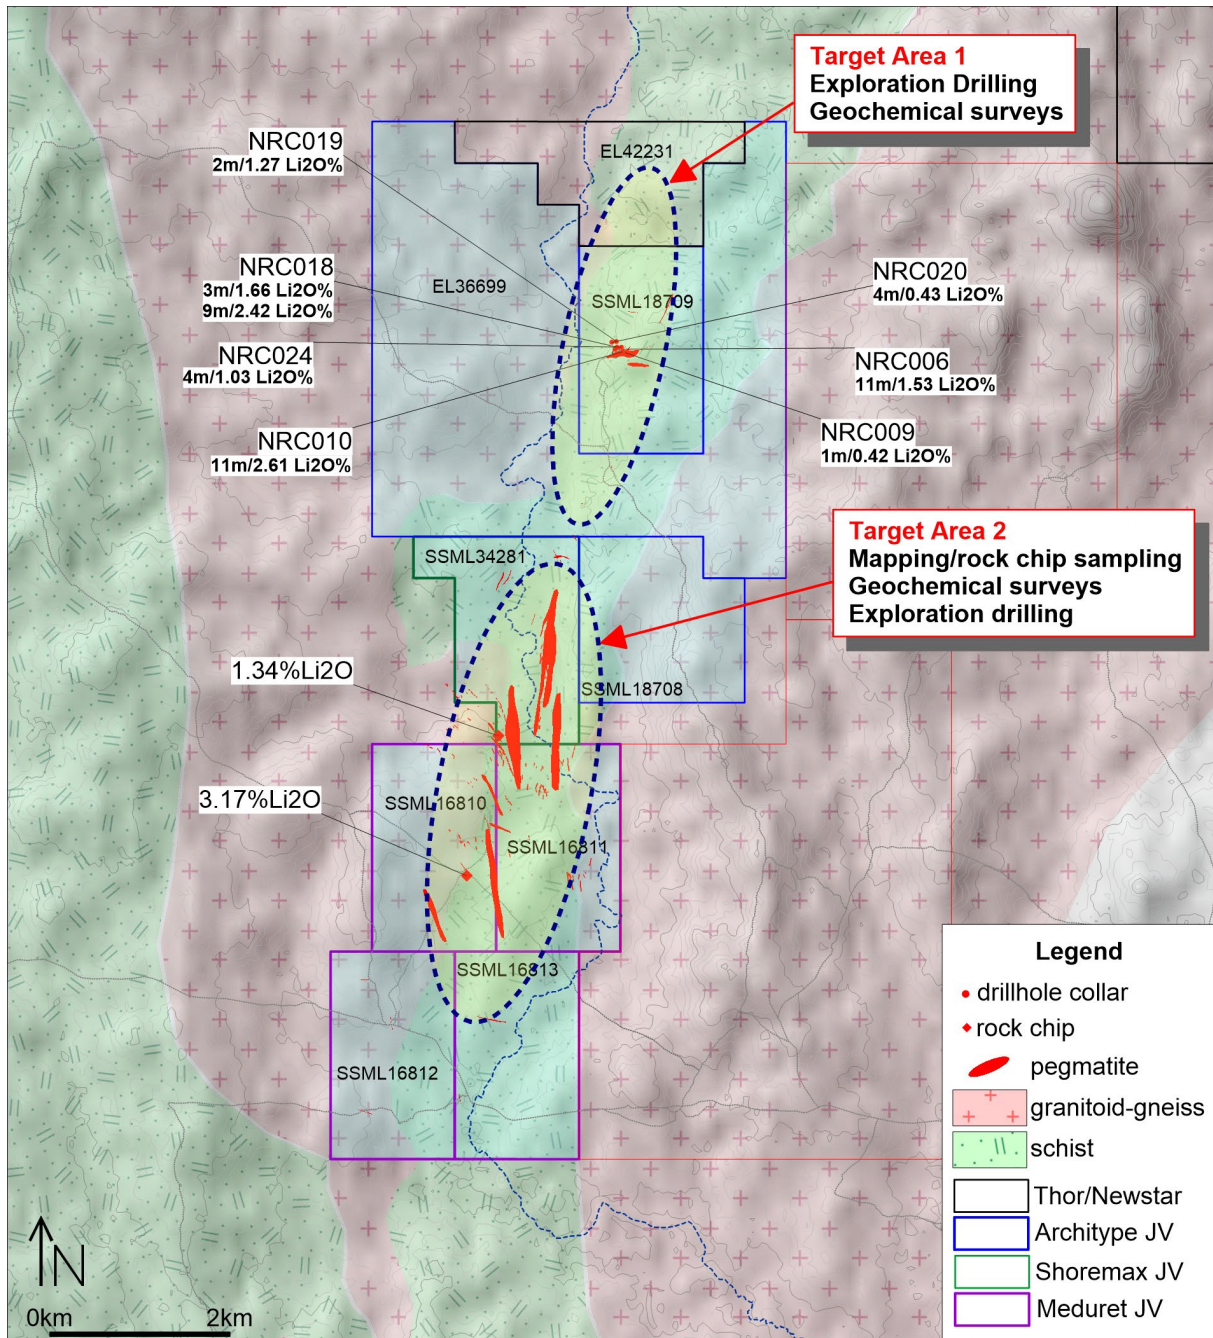 Target Area 1
Exploration Drilling
Geochemical surveys
NRC019
2m/1.27 Li2O%
EL42231
NRC018
3m/1.66 Li2O%
9m/2.42 Li2O%
EL36699
SSML18709
NRC020
4m/0.43 Li2O%
NRC024
4m/1.03 Li2O%
NRC006
11m/1.53 Li2O%
NRC010
11m/2.61 Li2O%
NRC009
1m/0.42 Li2O%
Target Area 2
Mapping/rock chip sampling
Geochemical surveys
Exploration drilling
SSML34281
1.34%Li2O
SSML18708
3.17%Li2O
SSML16810
SSML16811
SSML16813
SSML16812
Legend
drillhole collar
rock chip
pegmatite
granitoid-gneiss
schist
Thor/Newstar
Architype JV
Shoremax JV
Meduret JV
N
0km 2km